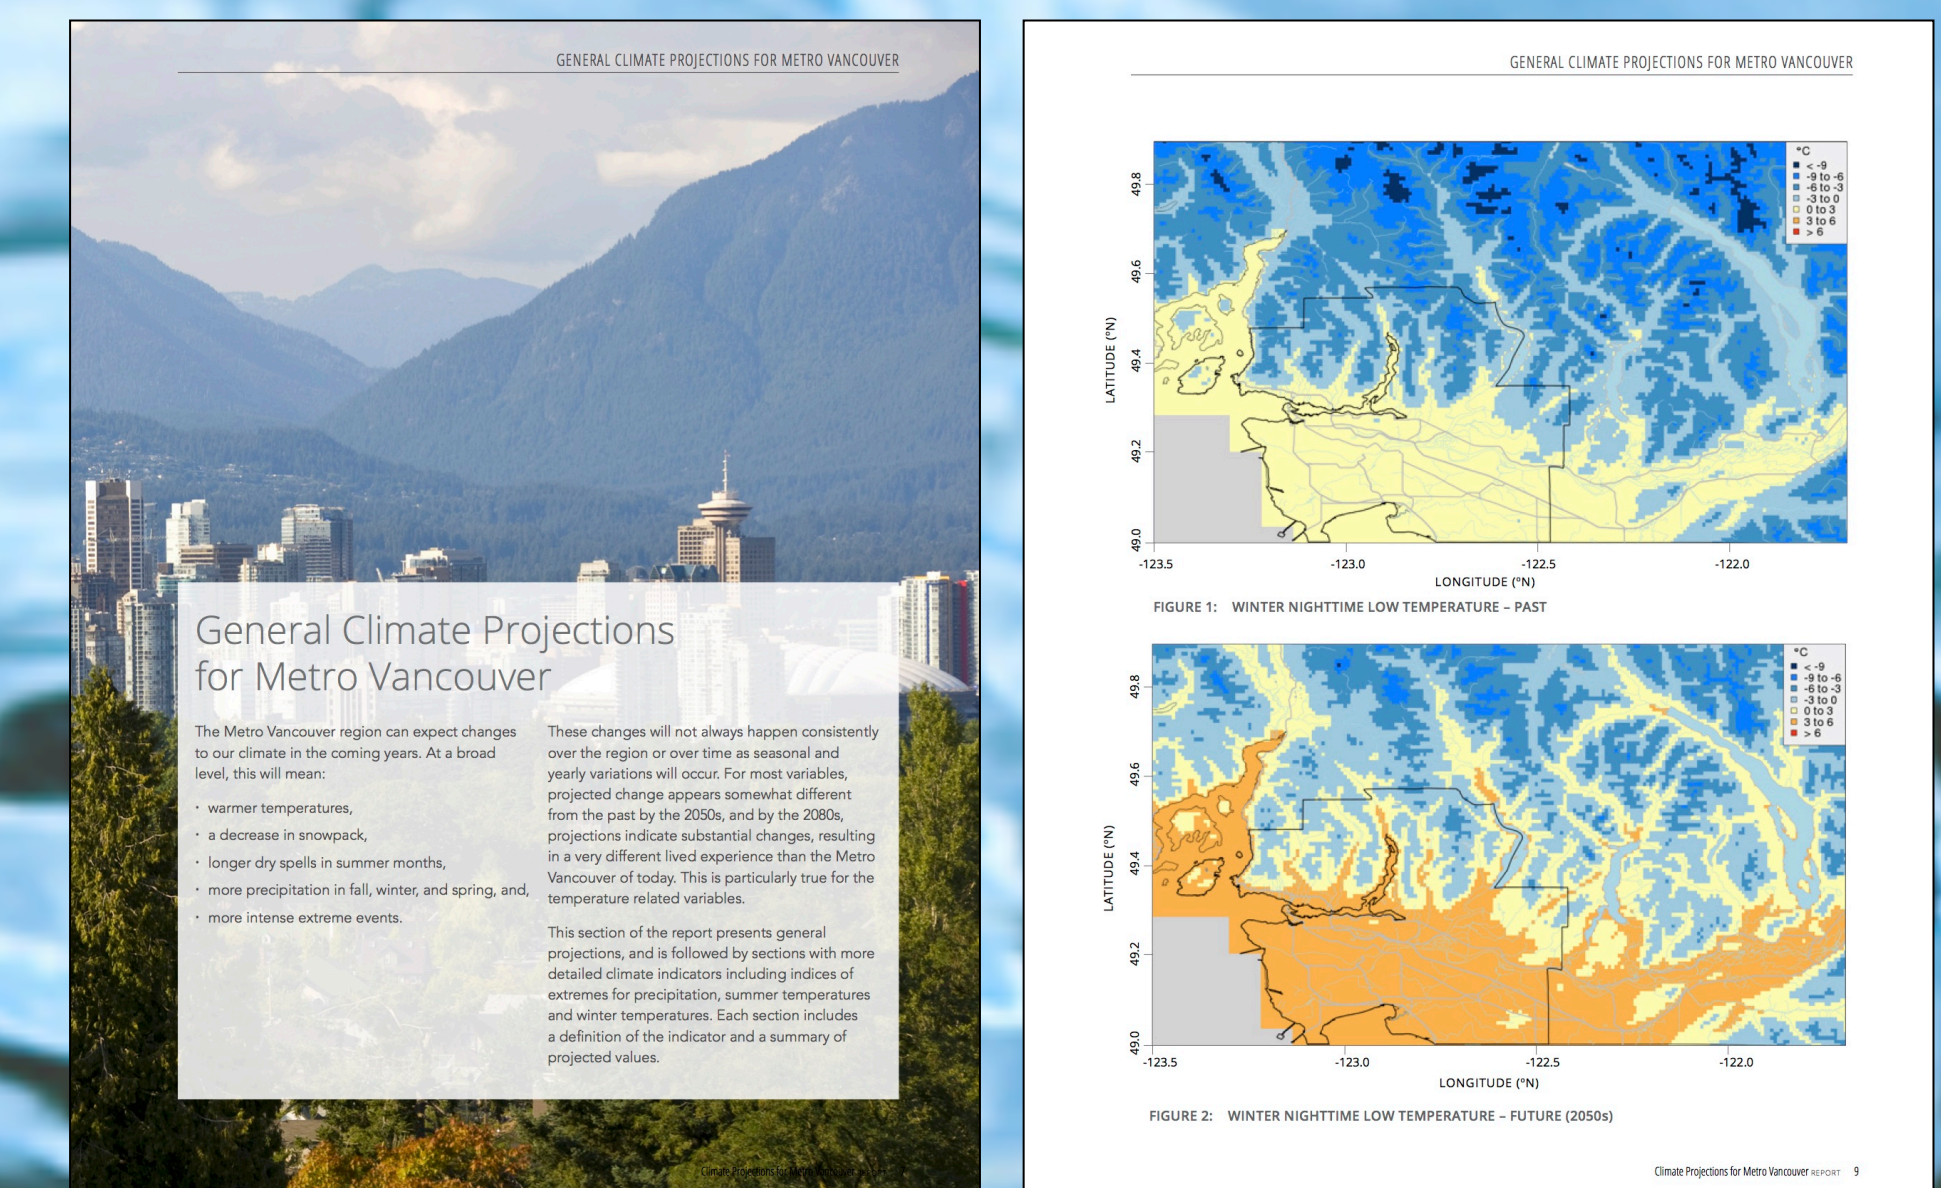 GENERAL CLIMATE PROJECTIONS FOR METRO VANCOUVER
General Climate Projections
for Metro Vancouver
The Metro Vancouver region can expect changes
to our climate in the coming years. At a broad
level, this will mean:
• warmer temperatures,
• a decrease in snowpack,
• longer dry spells in summer months,
• more precipitation in fall, winter, and spring, and,
• more intense extreme events.
These changes will not always happen consistently
over the region or over time as seasonal and
yearly variations will occur. For most variables,
projected change appears somewhat different
from the past by the 2050s, and by the 2080s,
projections indicate substantial changes, resulting
in a very different lived experience than the Metro
Vancouver of today. This is particularly true for the
temperature related variables.
This section of the report presents general
projections, and is followed by sections with more
detailed climate indicators including indices of
extremes for precipitation, summer temperatures
and winter temperatures. Each section includes
a definition of the indicator and a summary of
projected values.
Climate Projections for Metro Vancouver
GENERAL CLIMATE PROJECTIONS FOR METRO VANCOUVER
°C
< -9
-9 to -6
-6 to -3
-3 to 0
0 to 3
3 to 6
> 6
LATITUDE (°N)
49.8
49.6
49.4
49.2
49.0
-123.5
-123.0
-122.5
-122.0
LONGITUDE (°N)
FIGURE 1: WINTER NIGHTTIME LOW TEMPERATURE – PAST
°C
< -9
-9 to -6
-6 to -3
-3 to 0
0 to 3
3 to 6
> 6
LATITUDE (°N)
49.8
49.6
49.4
49.2
49.0
-123.5
-123.0
-122.5
-122.0
LONGITUDE (°N)
FIGURE 2: WINTER NIGHTTIME LOW TEMPERATURE – FUTURE (2050s)
Climate Projections for Metro Vancouver REPORT 9